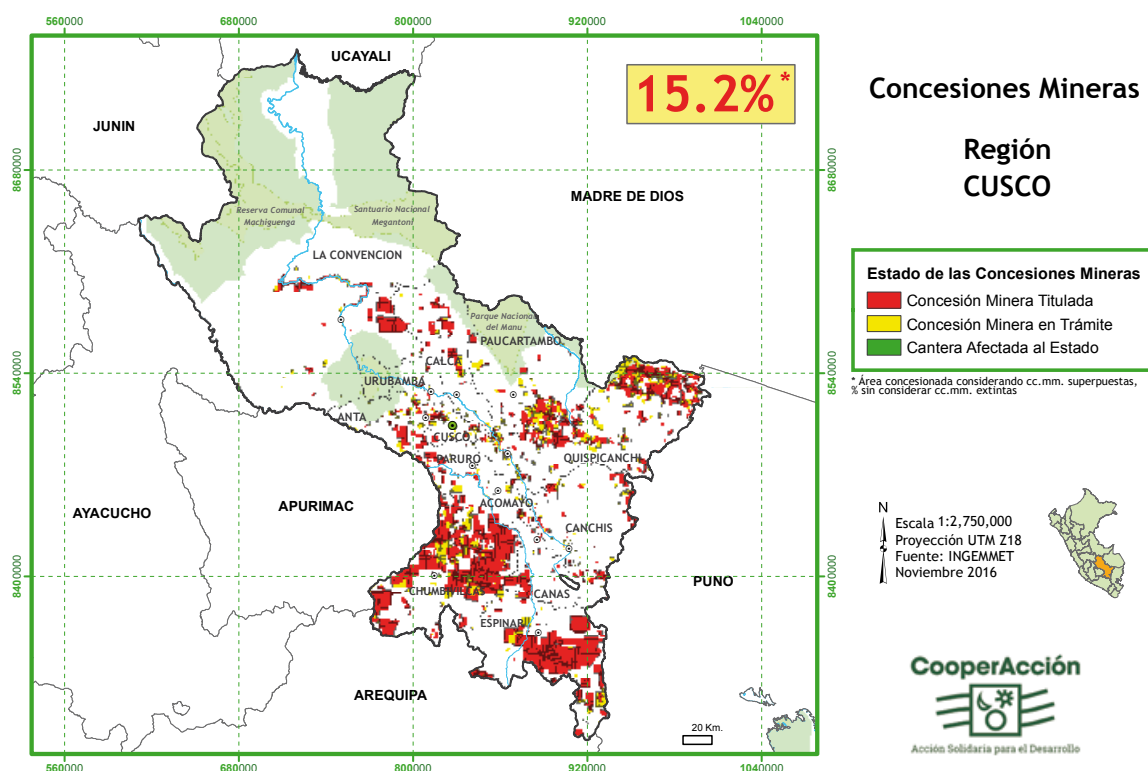 560000 680000 800000 920000 1040000
UCAYALI
15.2%*
JUNIN
8680000 8680000
MADRE DE DIOS
Reserva Comunal
Machiguenga
Santuario Nacional
Megantoni
LA CONVENCION
Parque Nacional
del Manu
PAUCARTAMBO
CALCA
8540000 8540000
URUBAMBA
ANTA
CUSCO
PARURO
QUISPICANCHI
ACOMAYO
AYACUCHO
APURIMAC
CANCHIS
PUNO
8400000 8400000
CHUMBIVILCAS
CANAS
ESPINAR
AREQUIPA
20 Km.
560000 680000 800000 920000 1040000
Concesiones Mineras
Región
CUSCO
Estado de las Concesiones Mineras
Concesión Minera Titulada
Concesión Minera en Trámite
Cantera Afectada al Estado
* Área concesionada considerando cc.mm. superpuestas,
% sin considerar cc.mm. extintas
N
Escala 1:2,750,000
Proyección UTM Z18
Fuente: INGEMMET
Noviembre 2016
CooperAcción
Acción Solidaria para el Desarrollo